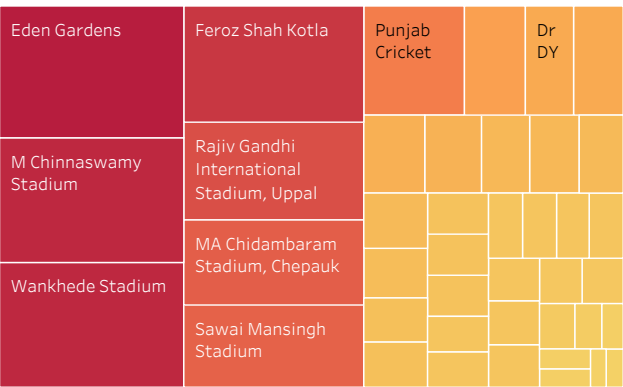 Eden Gardens
M Chinnaswamy
Stadium
Wankhede Stadium
Feroz Shah Kotla
Rajiv Gandhi
International
Stadium, Uppal
MA Chidambaram
Stadium, Chepauk
Sawai Mansingh
Stadium
Punjab
Cricket
Dr
DY